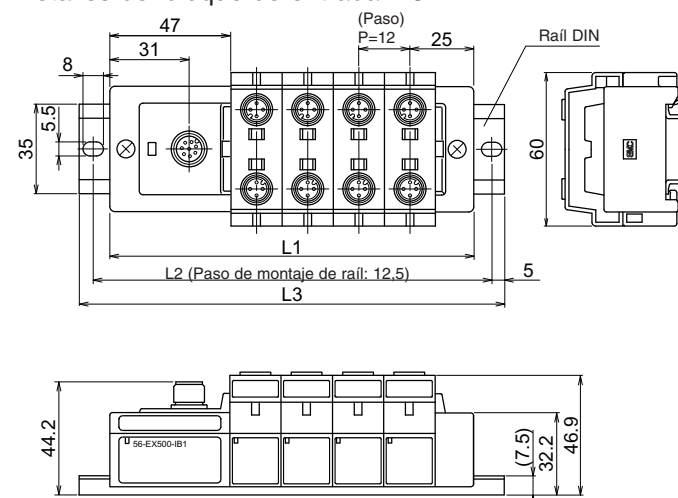 47
(Paso)
P=12
25
Raíl DIN
31
8
5.5
35
60
SMC
L1
L2 (Paso de montaje de raíl: 12,5)
5
L3
44.2
56-EX500-IB1
(7.5)
32.2
46.9